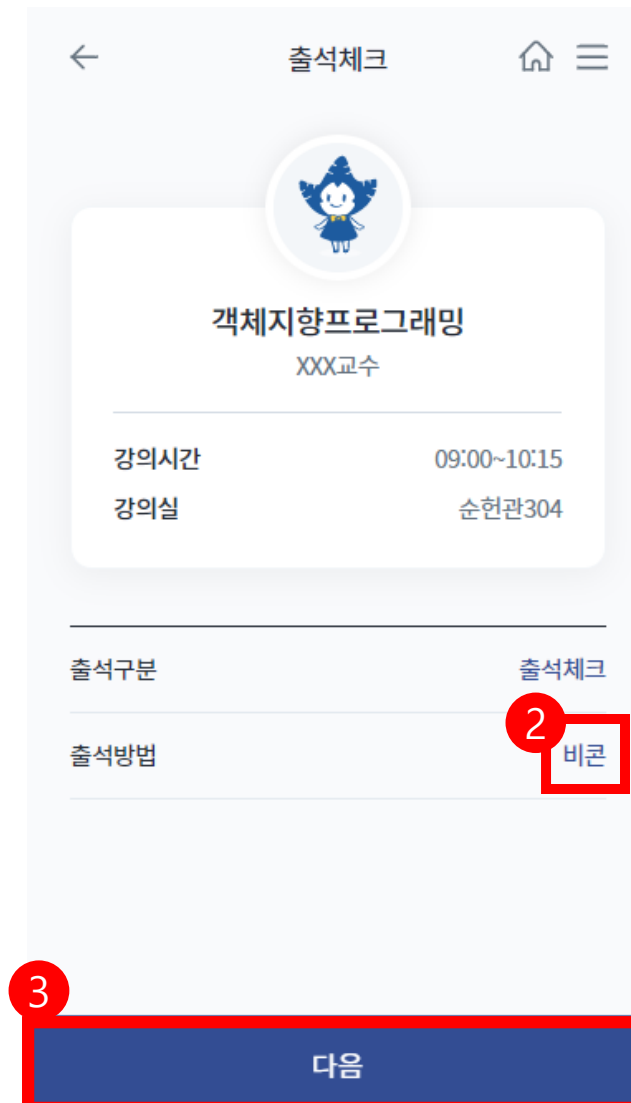 출석체크
객체지향프로그래밍
XXX교수
강의시간 09:00~10:15
강의실 순헌관304
출석구분 출석체크
2
출석방법 비콘
3
다음